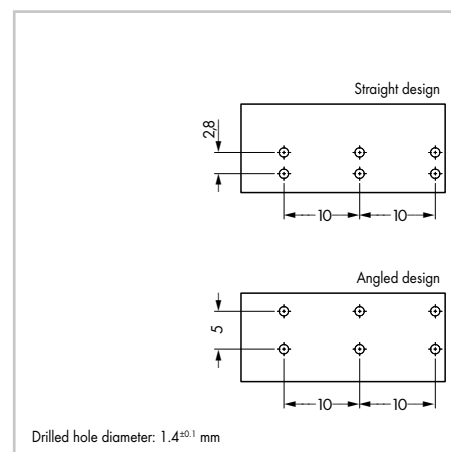 Straight design
2,8
10 10
Angled design
5
10 10
Drilled hole diameter: 1.4±0.1 mm